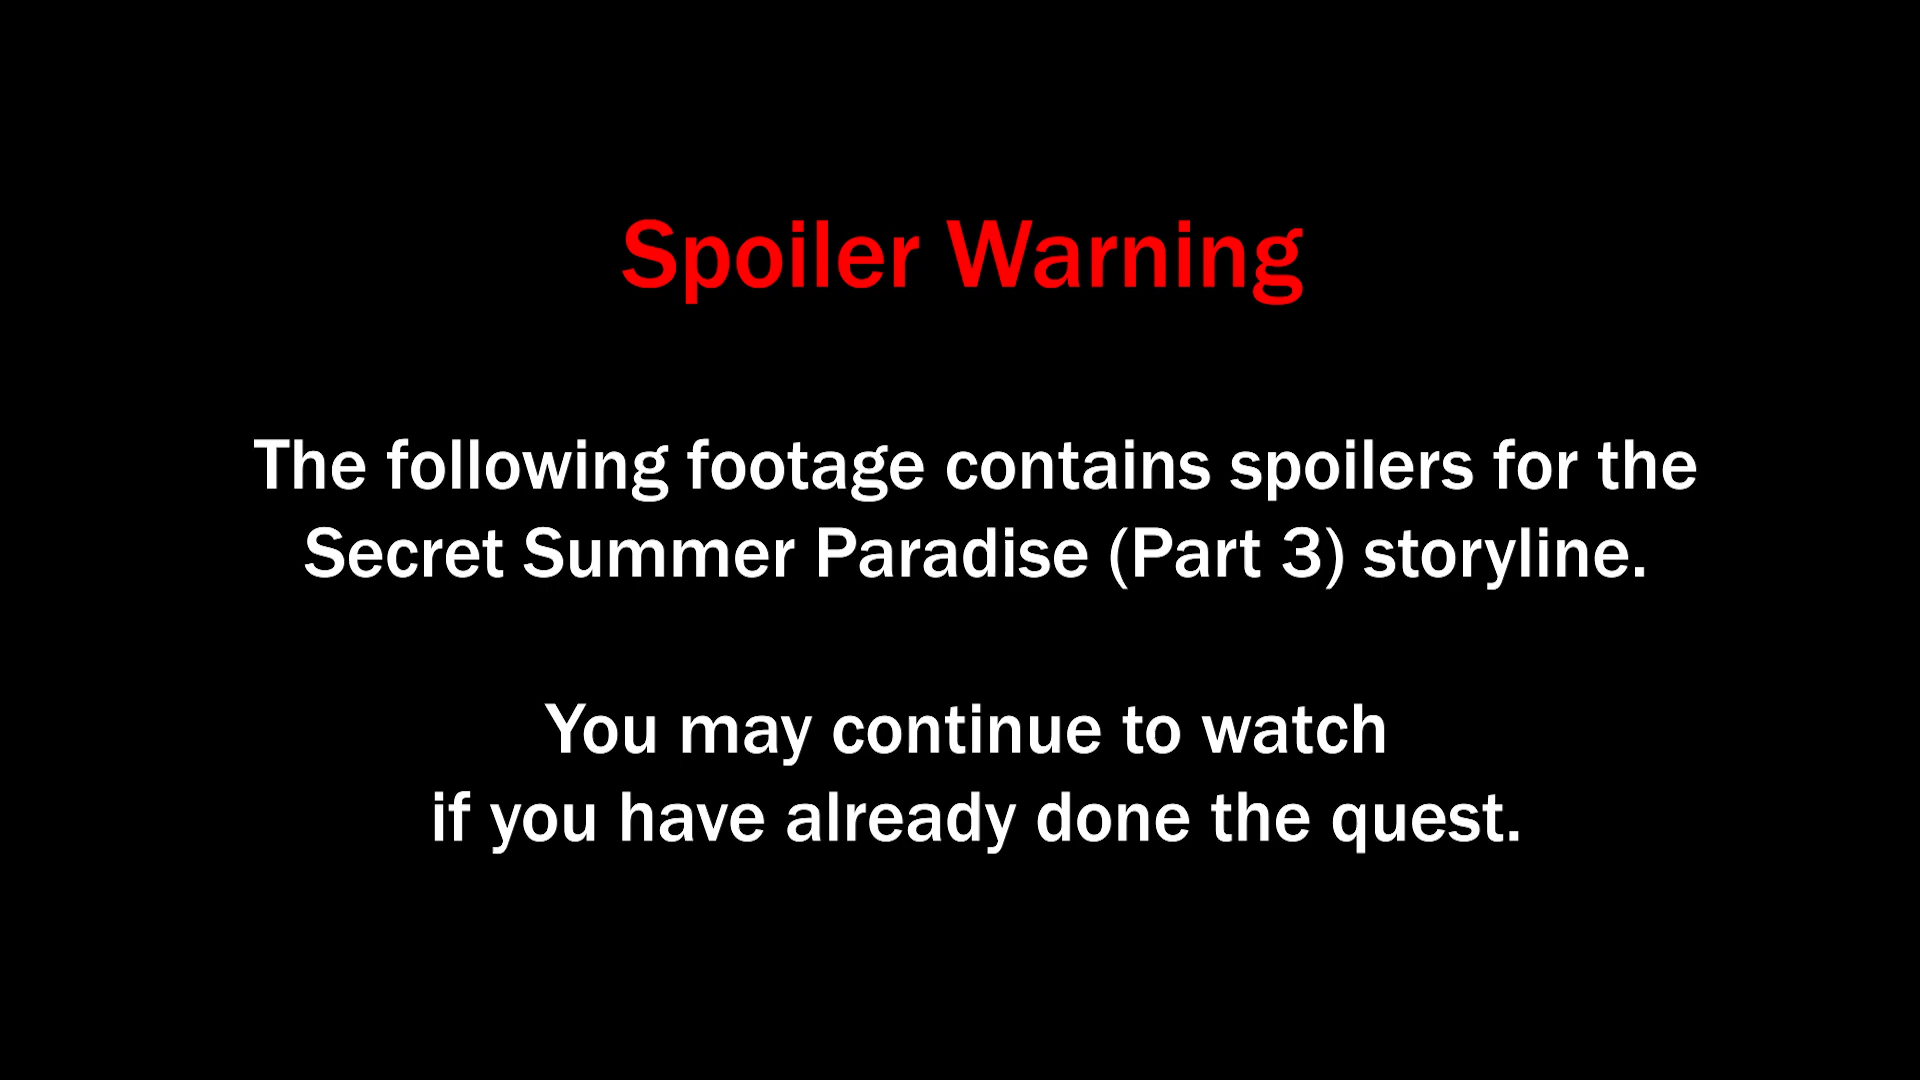 Spoiler Warning
The following footage contains spoilers for the
Secret Summer Paradise (Part 3) storyline.
You may continue to watch
if you have already done the quest.